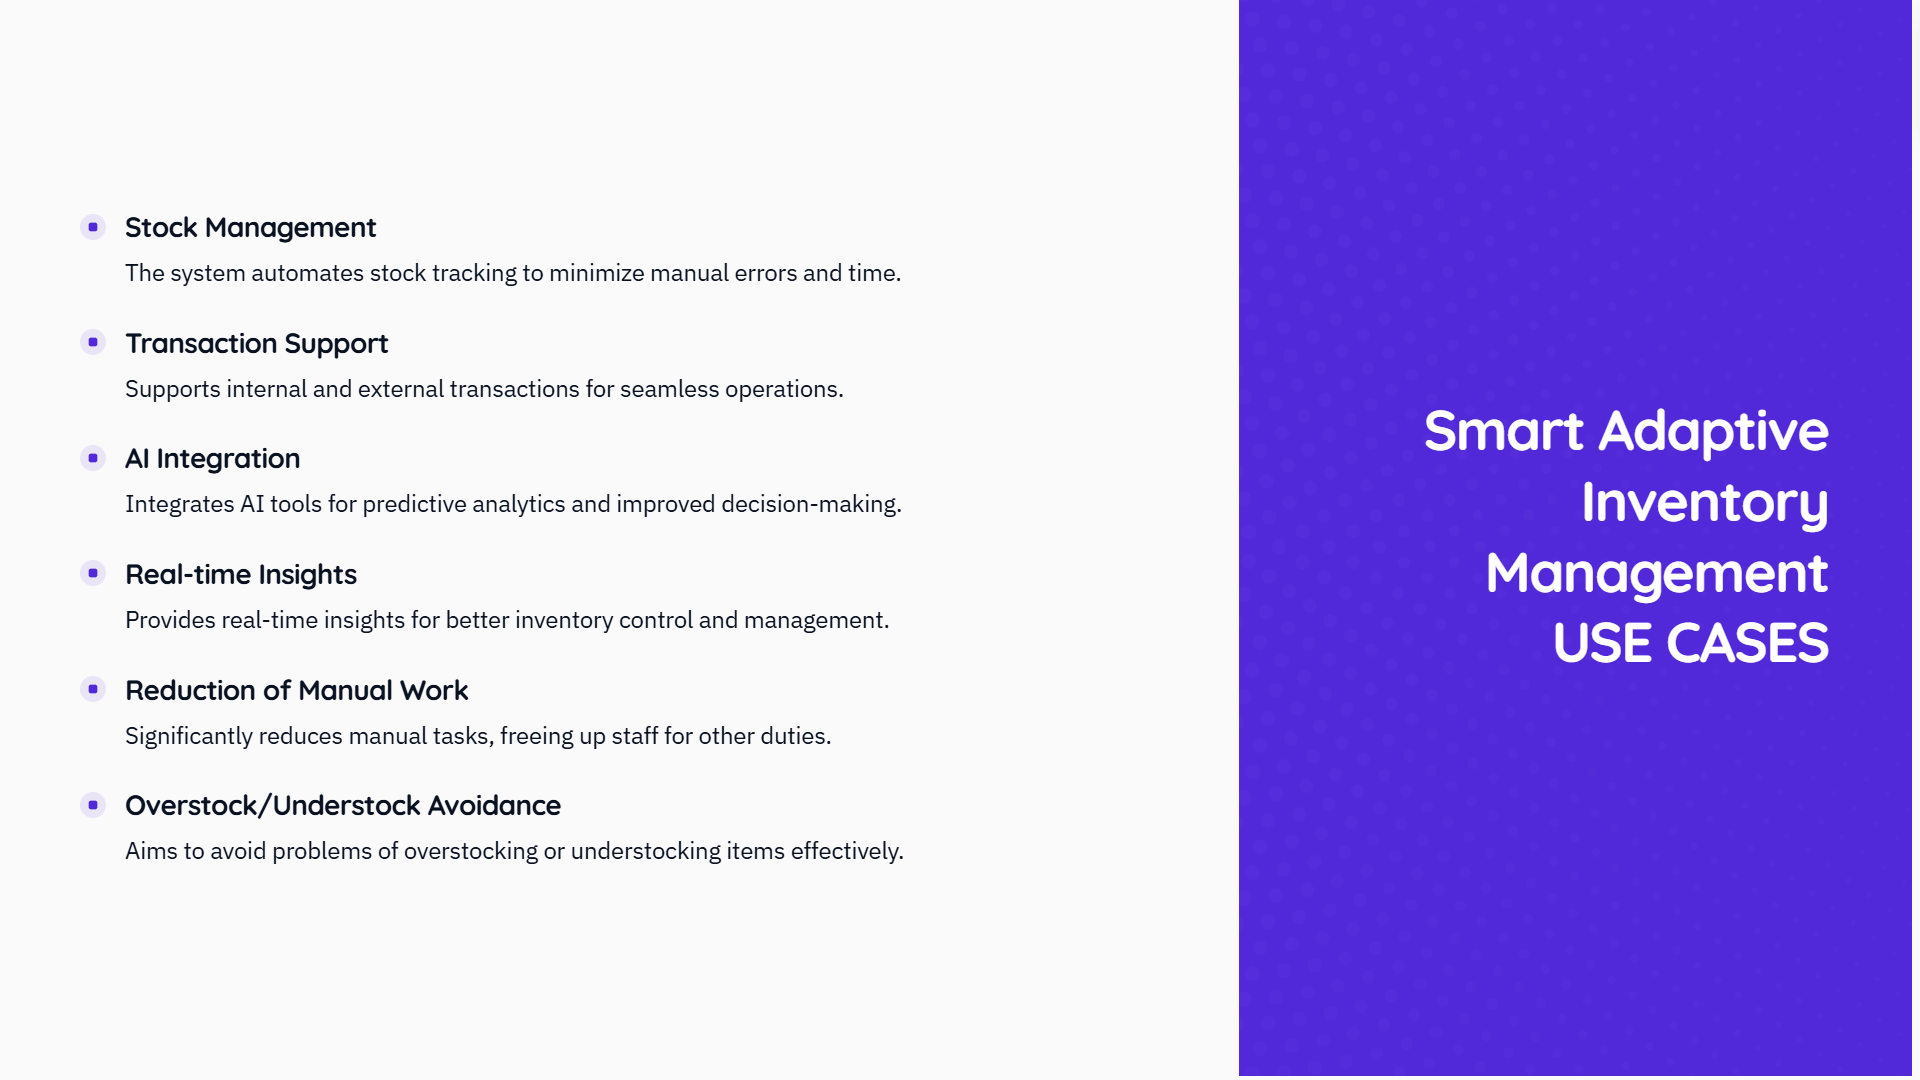 Stock Management
The system automates stock tracking to minimize manual errors and time.
Transaction Support
Supports internal and external transactions for seamless operations.
AI Integration
Integrates AI tools for predictive analytics and improved decision-making.
Real-time Insights
Provides real-time insights for better inventory control and management.
Reduction of Manual Work
Significantly reduces manual tasks, freeing up staff for other duties.
Overstock/Understock Avoidance
Aims to avoid problems of overstocking or understocking items effectively.
Smart Adaptive
Inventory
Management
USE CASES